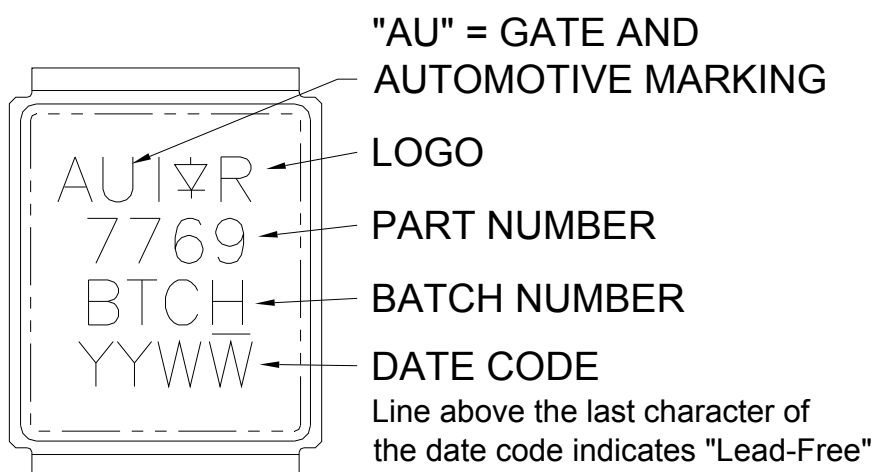 "AU" = GATE AND
AUTOMOTIVE MARKING
AUI R
LOGO
7769
PART NUMBER
BTCH
BATCH NUMBER
YYWW
DATE CODE
Line above the last character of
the date code indicates "Lead-Free"